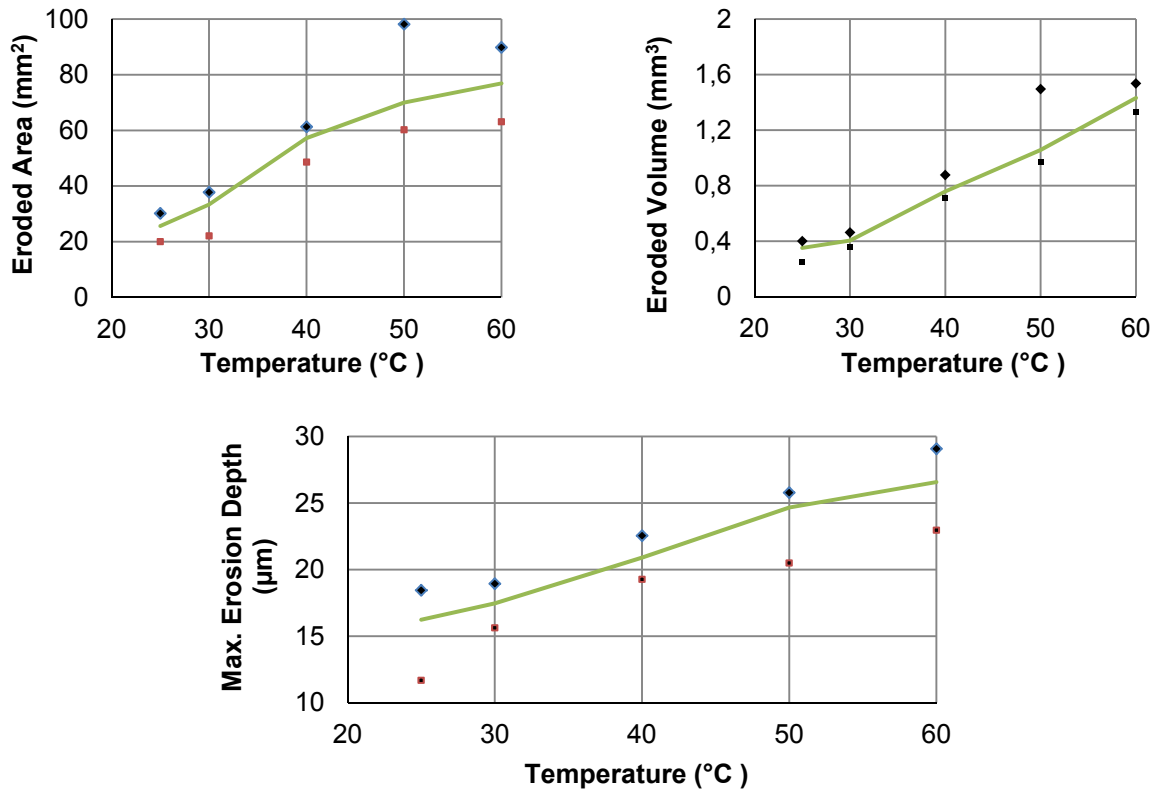 Eroded Area (mm²)
100
80
60
40
20
0
20 30 40 50 60
Temperature (°C )
Eroded Volume (mm³)
2
1,6
1,2
0,8
0,4
0
20 30 40 50 60
Temperature (°C )
Max. Erosion Depth
(µm)
30
25
20
15
10
20 30 40 50 60
Temperature (°C )